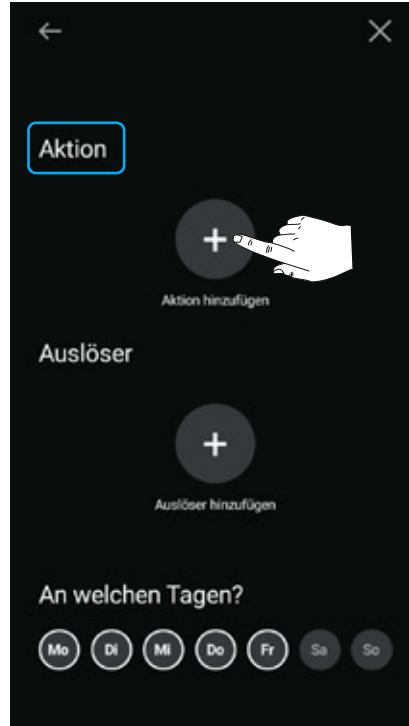 Aktion
Aktion hinzufügen
Auslöser
Auslöser hinzufügen
An welchen Tagen?
Mo Di Mi Do Fr Sa So